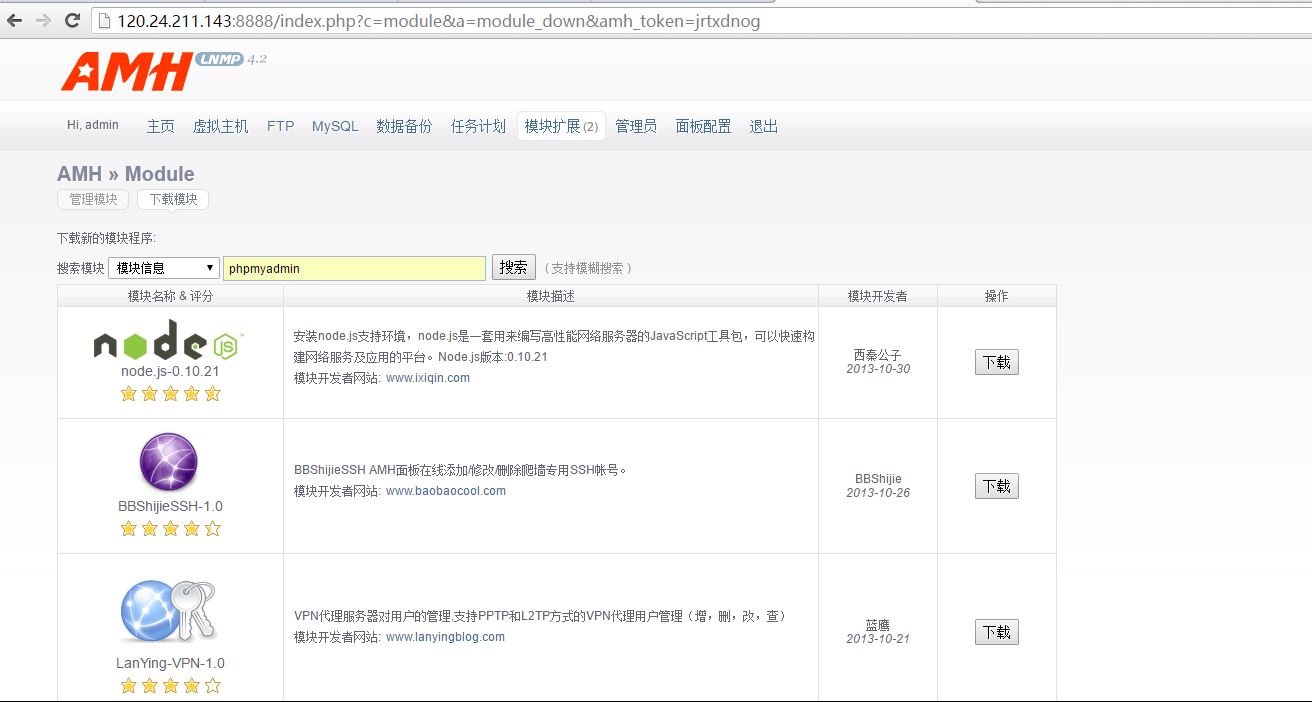 120.24.211.143:8888/index.php?c=module&a=module_down&amh_token=jrtxdnog
AMH LNMP 4.2
Hi, admin 主页 虚拟主机 FTP MySQL 数据备份 任务计划 模块扩展 (2) 管理员 面板配置 退出
AMH » Module
管理模块 下载模块
下载新的模块程序:
搜索模块 模块信息 phpmyadmin 搜索 ( 支持模糊搜索 )
模块名称 & 评分 模块描述 模块开发者 操作
node JS
node.js-0.10.21
安装node.js支持环境，node.js是一套用来编写高性能网络服务器的JavaScript工具包，可以快速构
建网络服务及应用的平台。Node.js版本:0.10.21
模块开发者网站: www.ixiqin.com
西秦公子
2013-10-30
下载
BBShijieSSH-1.0
BBShijieSSH AMH面板在线添加/修改/删除爬墙专用SSH帐号。
模块开发者网站: www.baobaocool.com
BBShijie
2013-10-26
下载
LanYing-VPN-1.0
VPN代理服务器对用户的管理,支持PPTP和L2TP方式的VPN代理用户管理（增，删，改，查）
模块开发者网站: www.lanyingblog.com
蓝鹰
2013-10-21
下载